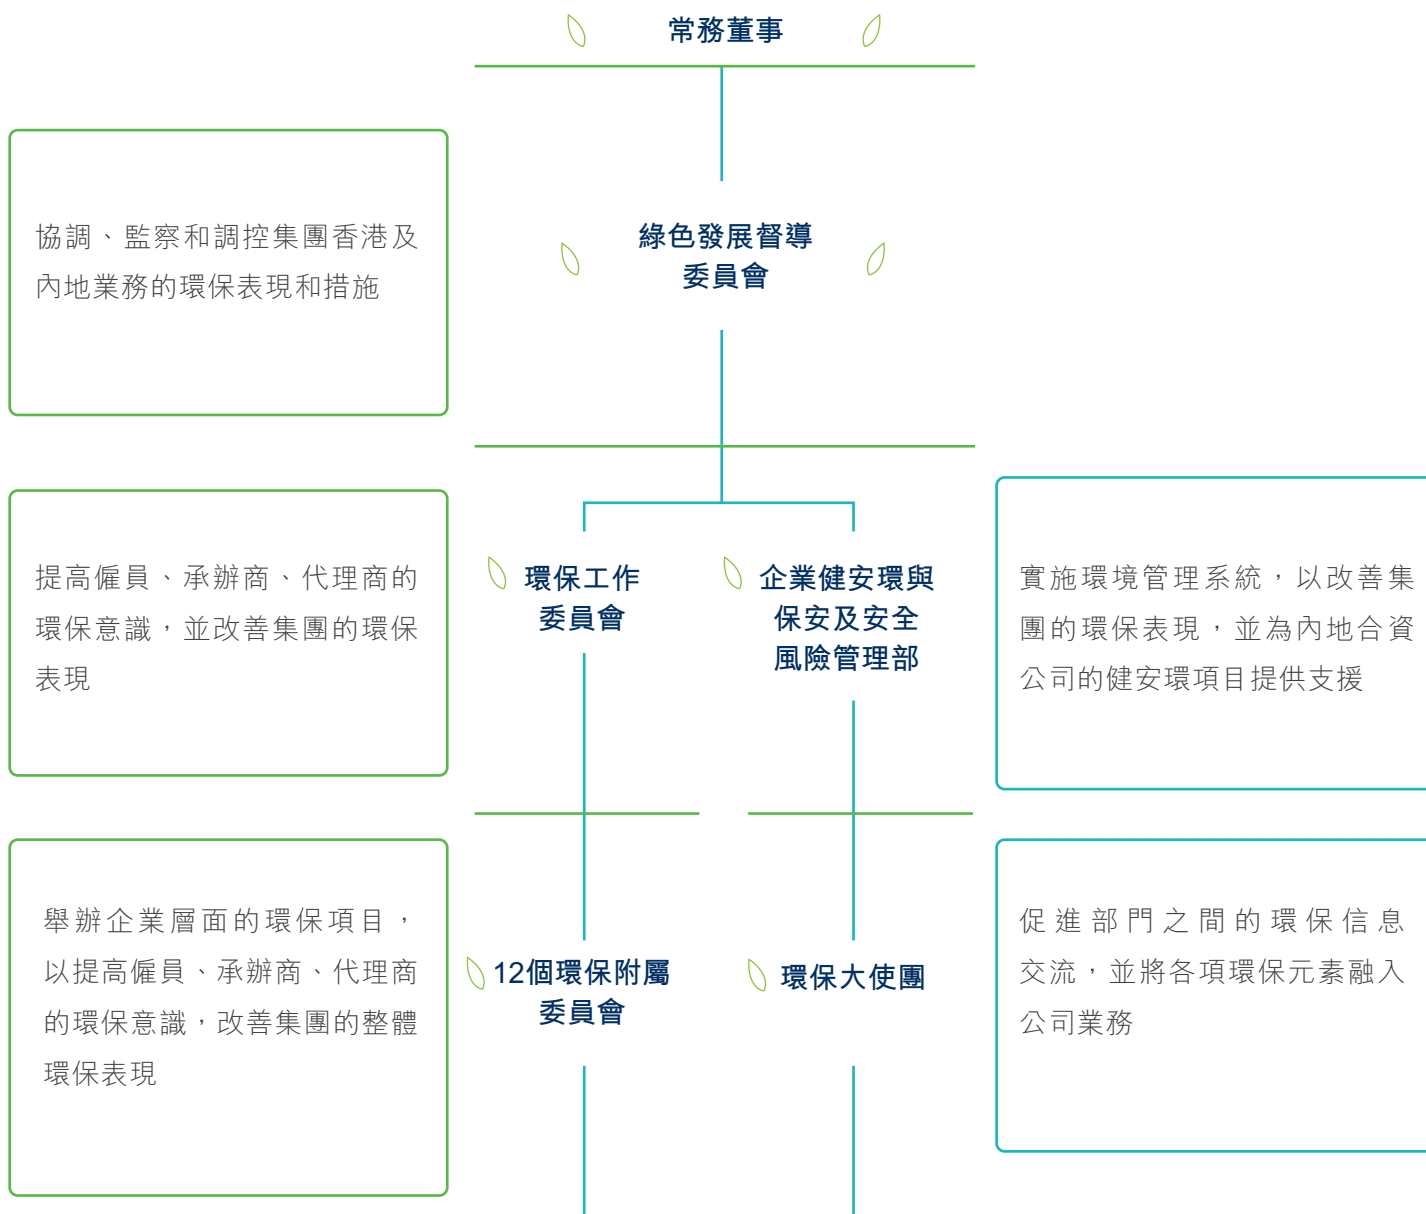 常務董事
協調、監察和調控集團香港及
內地業務的環保表現和措施
綠色發展督導
委員會
提高僱員、承辦商、代理商的
環保意識，並改善集團的環保
表現
環保工作
委員會
企業健安環與
保安及安全
風險管理部
實施環境管理系統，以改善集
團的環保表現，並為內地合資
公司的健安環項目提供支援
舉辦企業層面的環保項目，
以提高僱員、承辦商、代理商
的環保意識，改善集團的整體
環保表現
12個環保附屬
委員會
環保大使團
促進部門之間的環保信息
交流，並將各項環保元素融入
公司業務